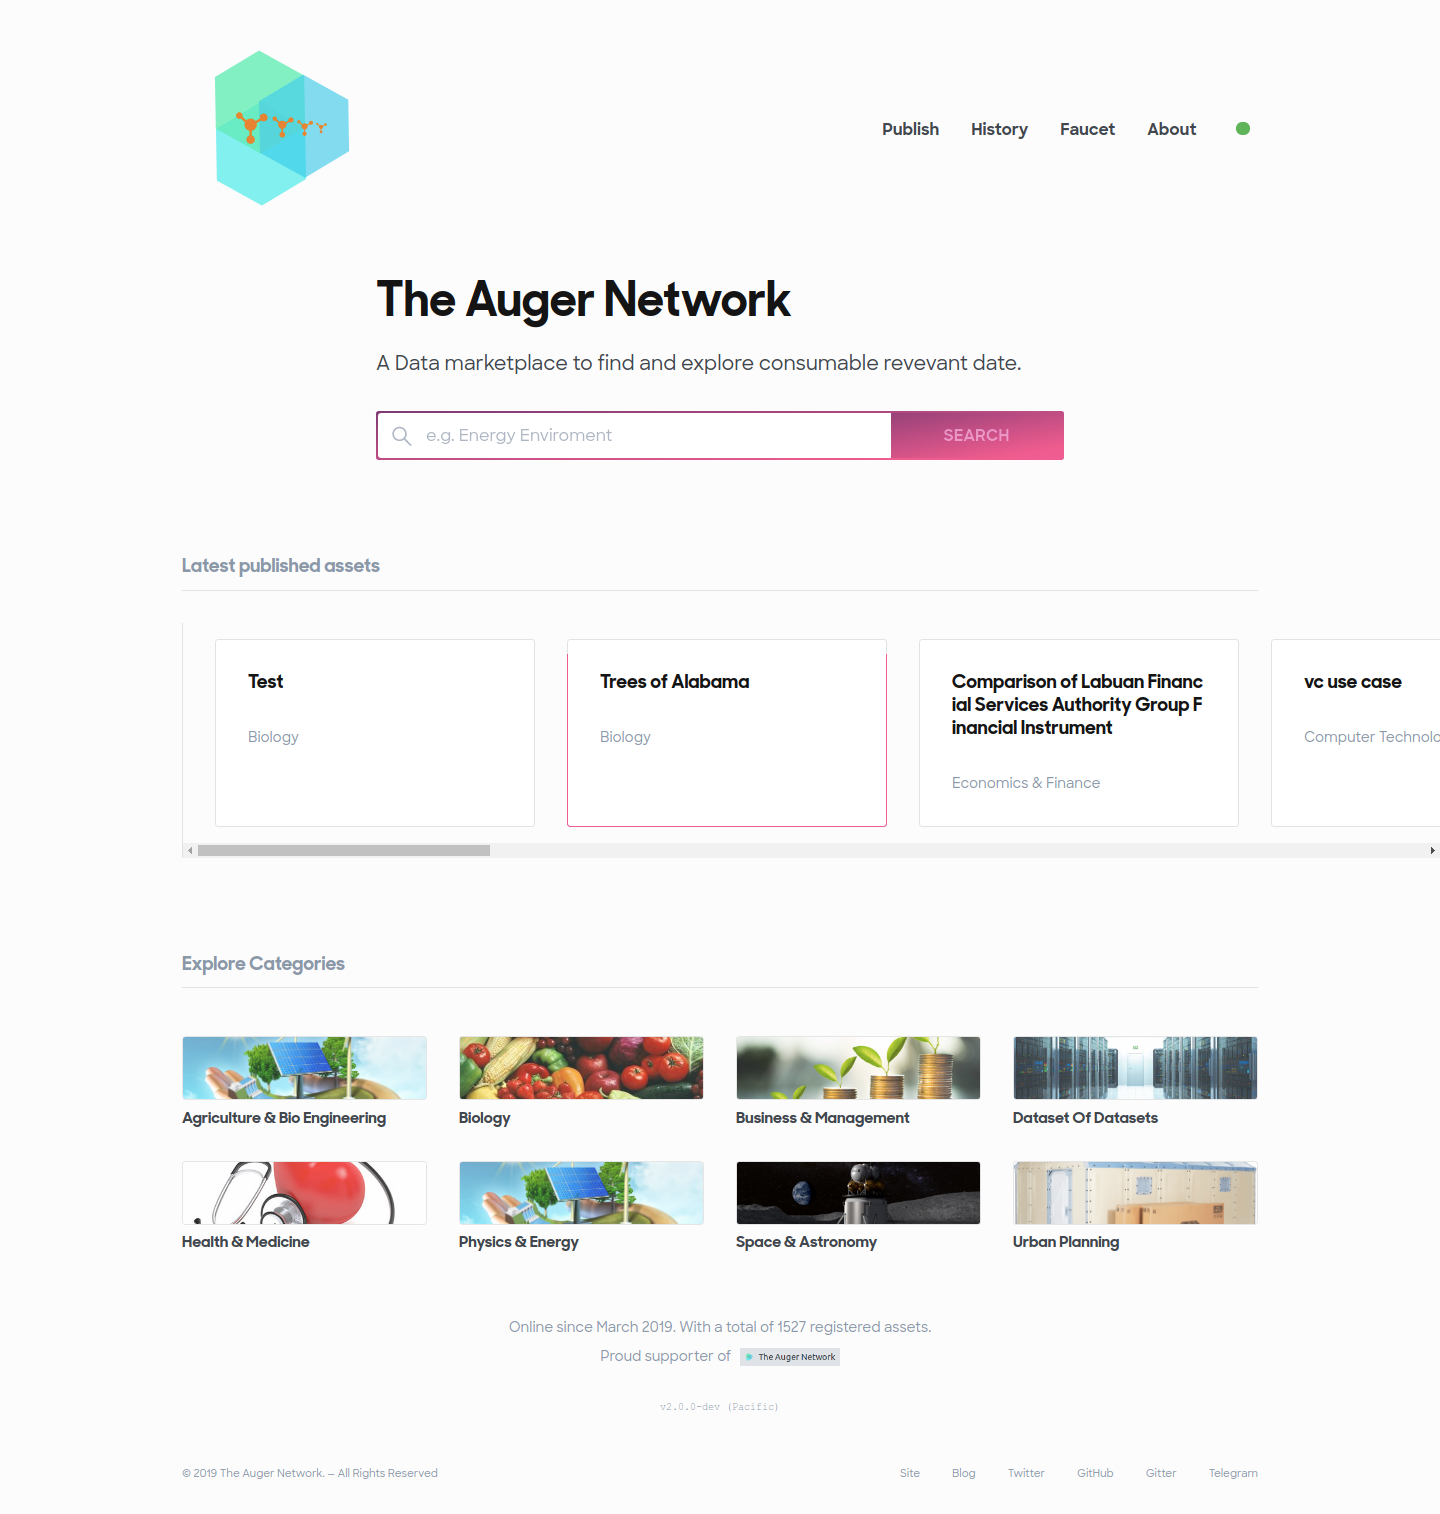 Publish History Faucet About
The Auger Network
A Data marketplace to find and explore consumable revevant date.
e.g. Energy Enviroment SEARCH
Latest published assets
Test
Biology
Trees of Alabama
Biology
Comparison of Labuan Financ
ial Services Authority Group F
inancial Instrument
Economics & Finance
vc use case
Computer Technolo
Explore Categories
Agriculture & Bio Engineering
Biology
Business & Management
Dataset Of Datasets
Health & Medicine
Physics & Energy
Space & Astronomy
Urban Planning
Online since March 2019. With a total of 1527 registered assets.
Proud supporter of The Auger Network
v2.0.0-dev (Pacific)
© 2019 The Auger Network. — All Rights Reserved
Site Blog Twitter GitHub Gitter Telegram